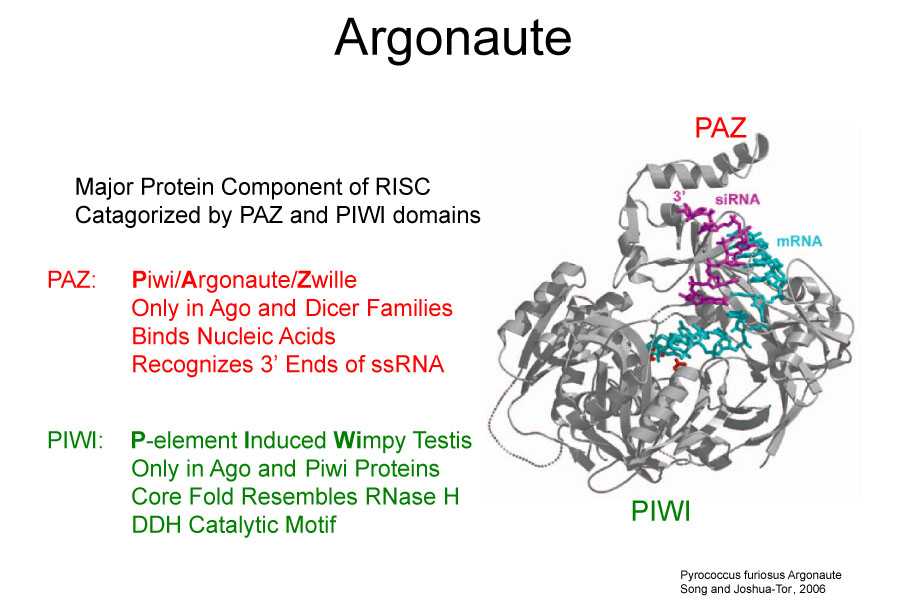 Argonaute
Major Protein Component of RISC
Catagorized by PAZ and PIWI domains
PAZ: Piwi/Argonaute/Zwille
Only in Ago and Dicer Families
Binds Nucleic Acids
Recognizes 3’ Ends of ssRNA
PIWI: P-element Induced Wimpy Testis
Only in Ago and Piwi Proteins
Core Fold Resembles RNase H
DDH Catalytic Motif
PAZ
3’ siRNA
mRNA
PIWI
Pyrococcus furiosus Argonaute
Song and Joshua-Tor, 2006